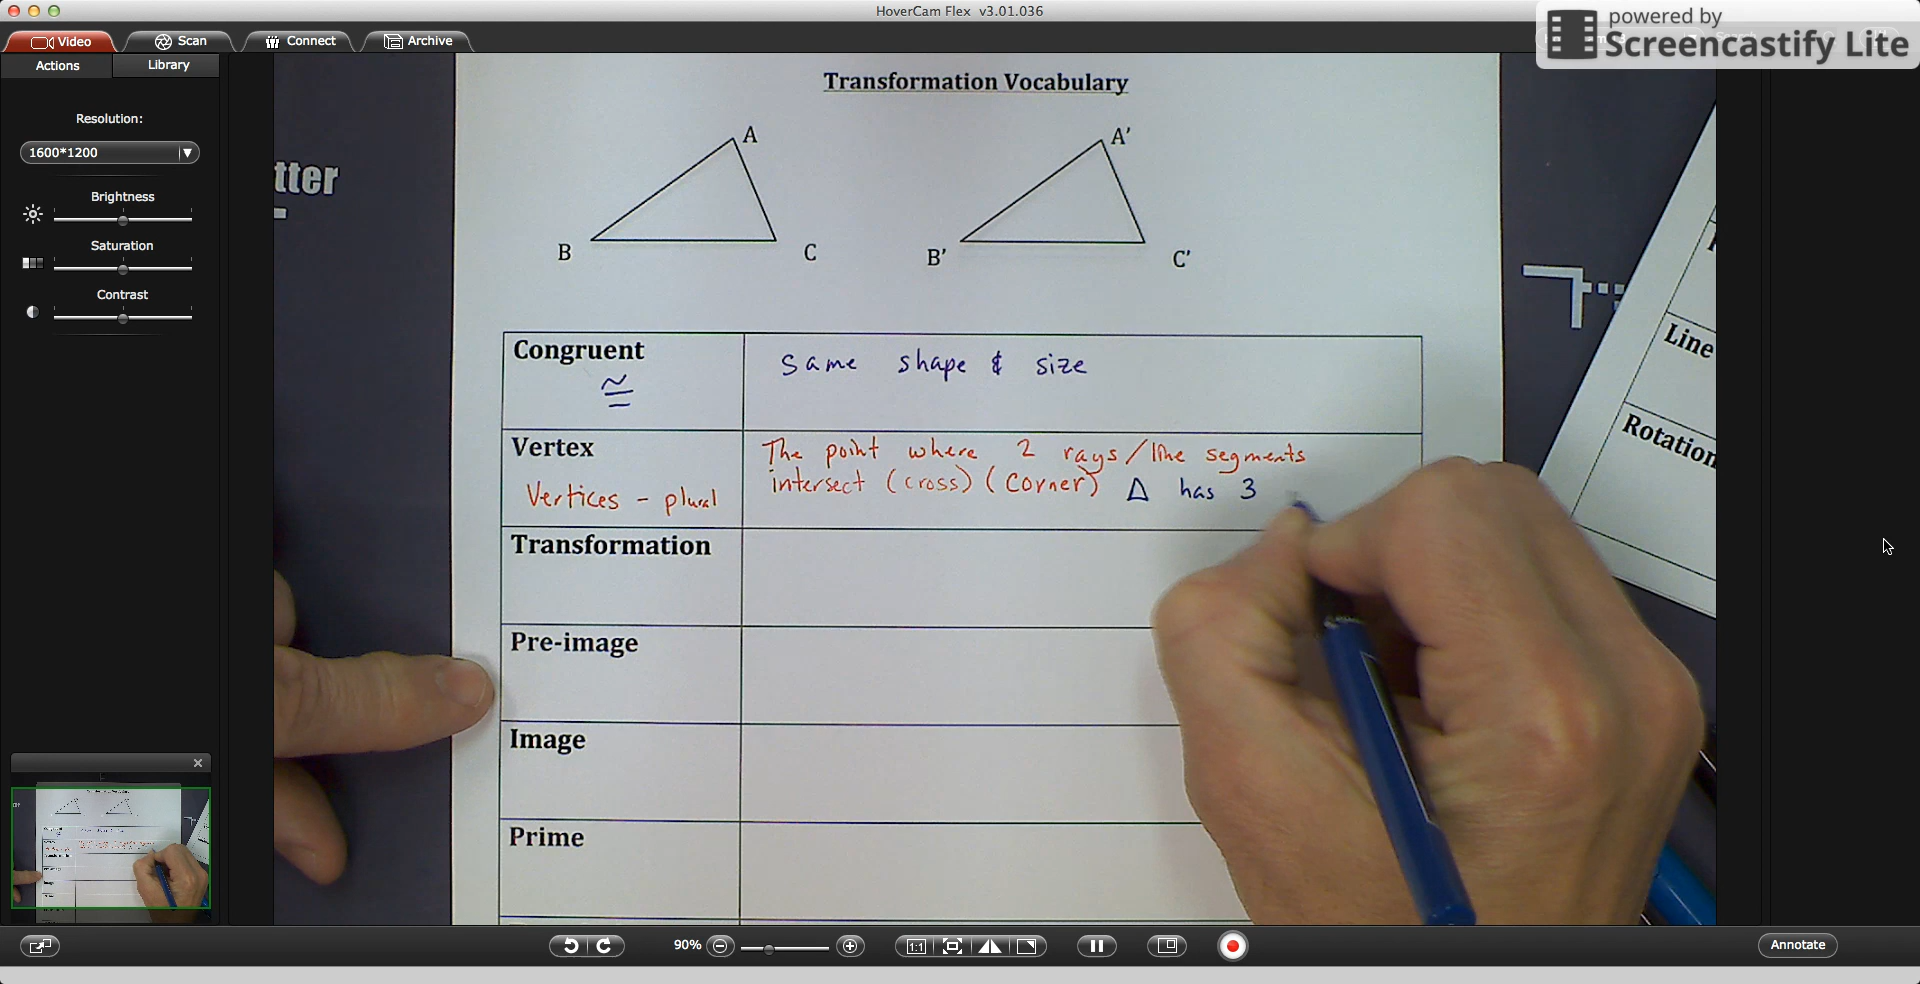 HoverCam Flex v3.01.036
powered by
Screencastify Lite
Video
Scan
Connect
Archive
Actions
Library
Resolution:
1600*1200
Brightness
Saturation
Contrast
tter
Transformation Vocabulary
A
B
C
A'
B'
C'
Congruent
≅
Same shape & size
Vertex
Vertices - plural
The point where 2 rays/line segments
intersect (cross) (corner) Δ has 3
Transformation
Pre-image
Image
Prime
Line
Rotation
90%
1:1
Annotate